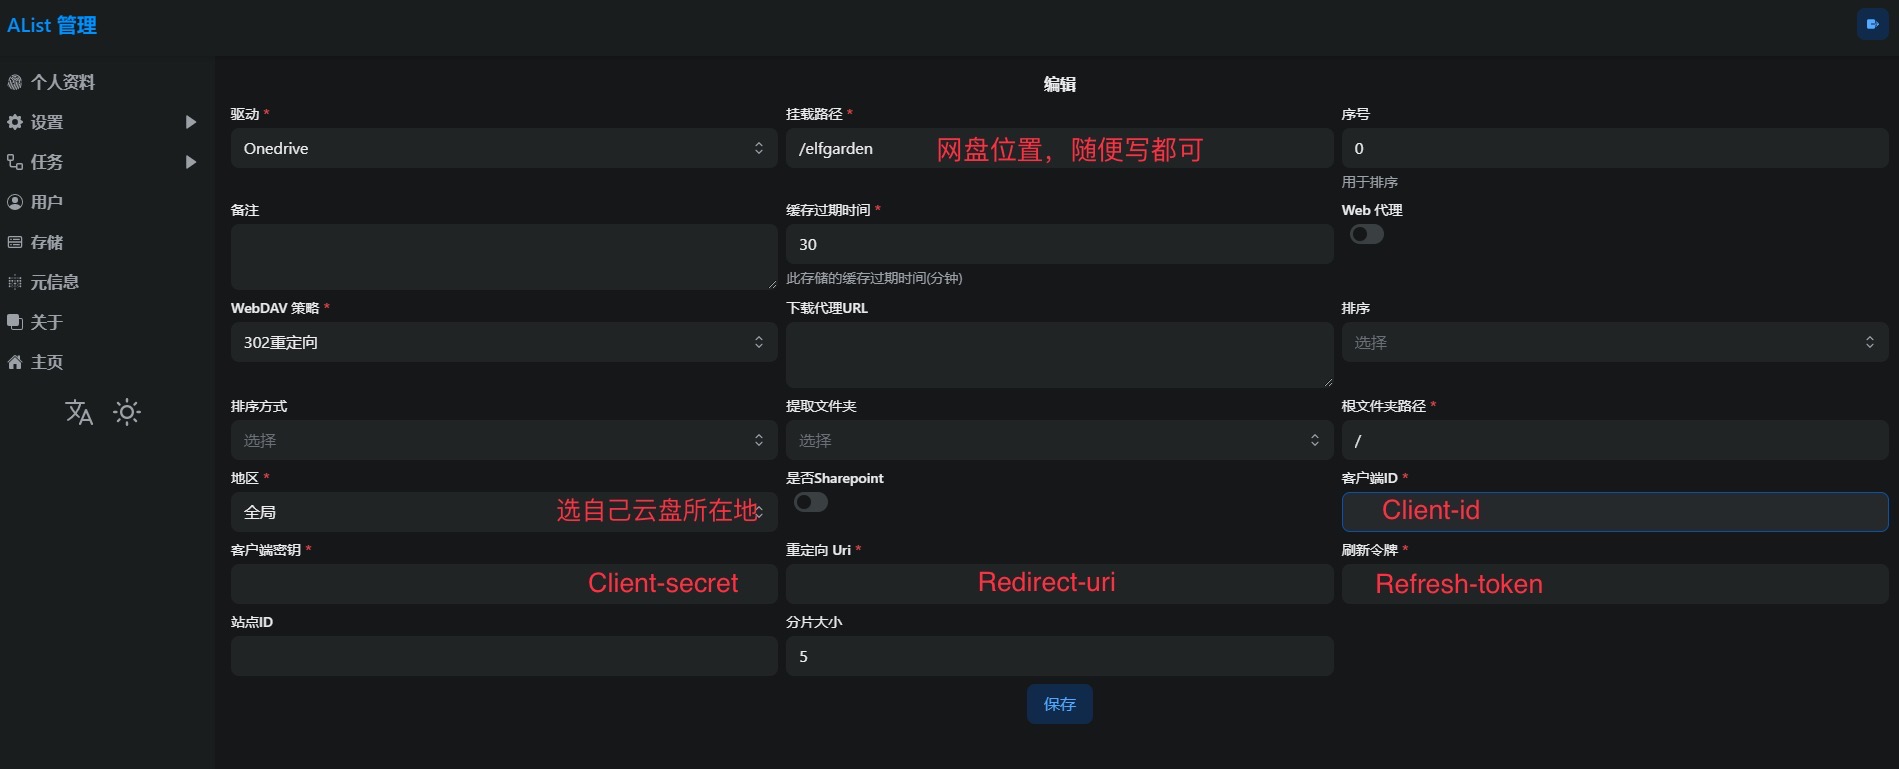 AList 管理
个人资料
设置
任务
用户
存储
元信息
关于
主页
编辑
驱动 *
Onedrive
挂载路径 *
/elfgarden
网盘位置，随便写都可
序号
0
用于排序
备注
缓存过期时间 *
30
此存储的缓存过期时间(分钟)
Web 代理
WebDAV 策略 *
302重定向
下载代理URL
排序
选择
排序方式
选择
提取文件夹
选择
根文件夹路径 *
/
地区 *
全局
选自己云盘所在地
是否Sharepoint
客户端ID *
Client-id
客户端密钥 *
Client-secret
重定向 Uri *
Redirect-uri
刷新令牌 *
Refresh-token
站点ID
分片大小
5
保存